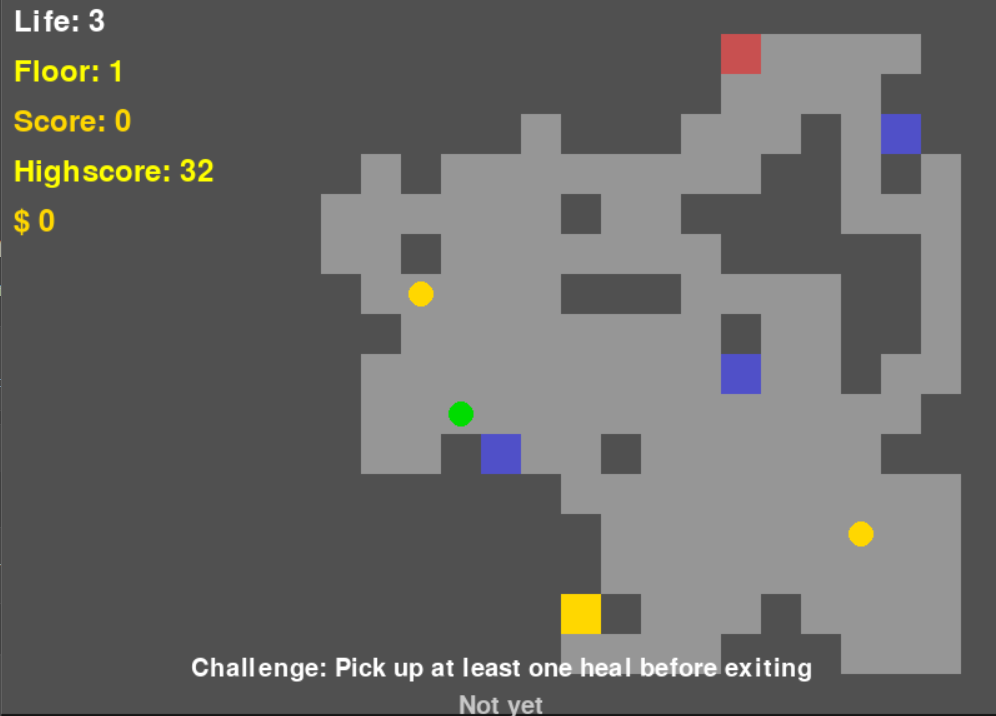 Life: 3
Floor: 1
Score: 0
Highscore: 32
$ 0
Challenge: Pick up at least one heal before exiting
Not yet